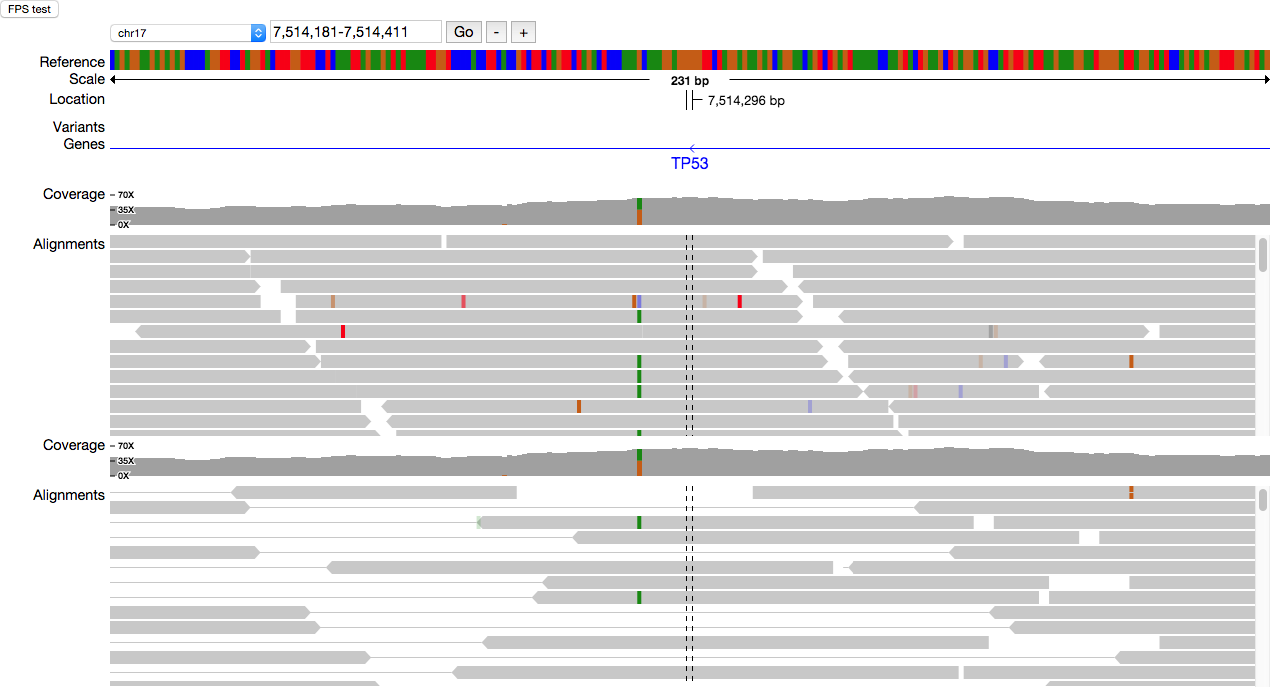 FPS test
chr17 7,514,181-7,514,411 Go - +
Reference
Scale 231 bp
Location 7,514,296 bp
Variants
Genes
TP53
Coverage 70X
35X
0X
Alignments
Coverage 70X
35X
0X
Alignments